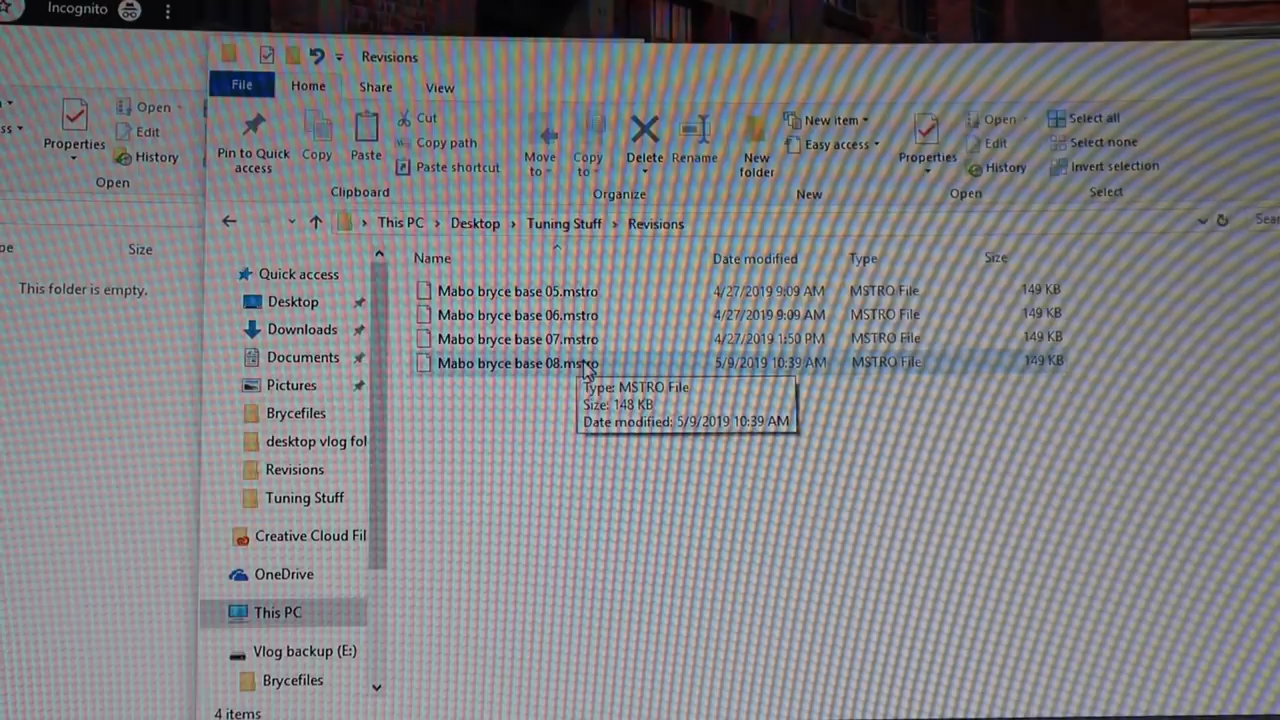 Incognito
Revisions
File Home Share View
Open
Properties
Edit
History
Open
Pin to Quick access
Copy
Paste
Cut
Copy path
Paste shortcut
Clipboard
Move to
Copy to
Delete
Rename
Organize
New folder
New item
Easy access
New
Properties
Open
Edit
History
Open
Select all
Select none
Invert selection
Select
This PC > Desktop > Tuning Stuff > Revisions
Size
This folder is empty.
Name Date modified Type Size
Mabo bryce base 05.mstro 4/27/2019 9:09 AM MSTRO File 149 KB
Mabo bryce base 06.mstro 4/27/2019 9:09 AM MSTRO File 149 KB
Mabo bryce base 07.mstro 4/27/2019 1:50 PM MSTRO File 149 KB
Mabo bryce base 08.mstro 5/9/2019 10:39 AM MSTRO File 149 KB
Type: MSTRO File
Size: 148 KB
Date modified: 5/9/2019 10:39 AM
Quick access
Desktop
Downloads
Documents
Pictures
Brycefiles
desktop vlog fol
Revisions
Tuning Stuff
Creative Cloud Fil
OneDrive
This PC
Vlog backup (E:)
Brycefiles
4 items